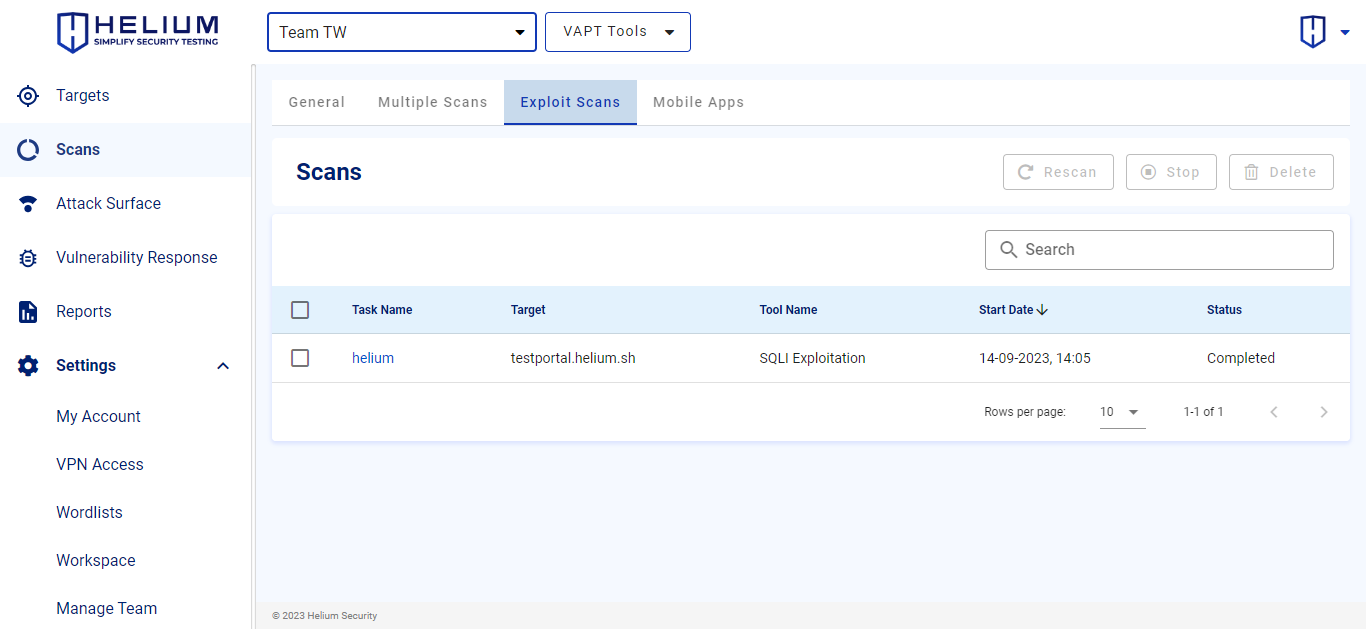 HELIUM
SIMPLIFY SECURITY TESTING
Team TW
VAPT Tools
Targets
Scans
Attack Surface
Vulnerability Response
Reports
Settings
My Account
VPN Access
Wordlists
Workspace
Manage Team
General Multiple Scans Exploit Scans Mobile Apps
Scans
Rescan Stop Delete
Search
Task Name Target Tool Name Start Date Status
helium testportal.helium.sh SQLI Exploitation 14-09-2023, 14:05 Completed
Rows per page: 10 1-1 of 1
© 2023 Helium Security